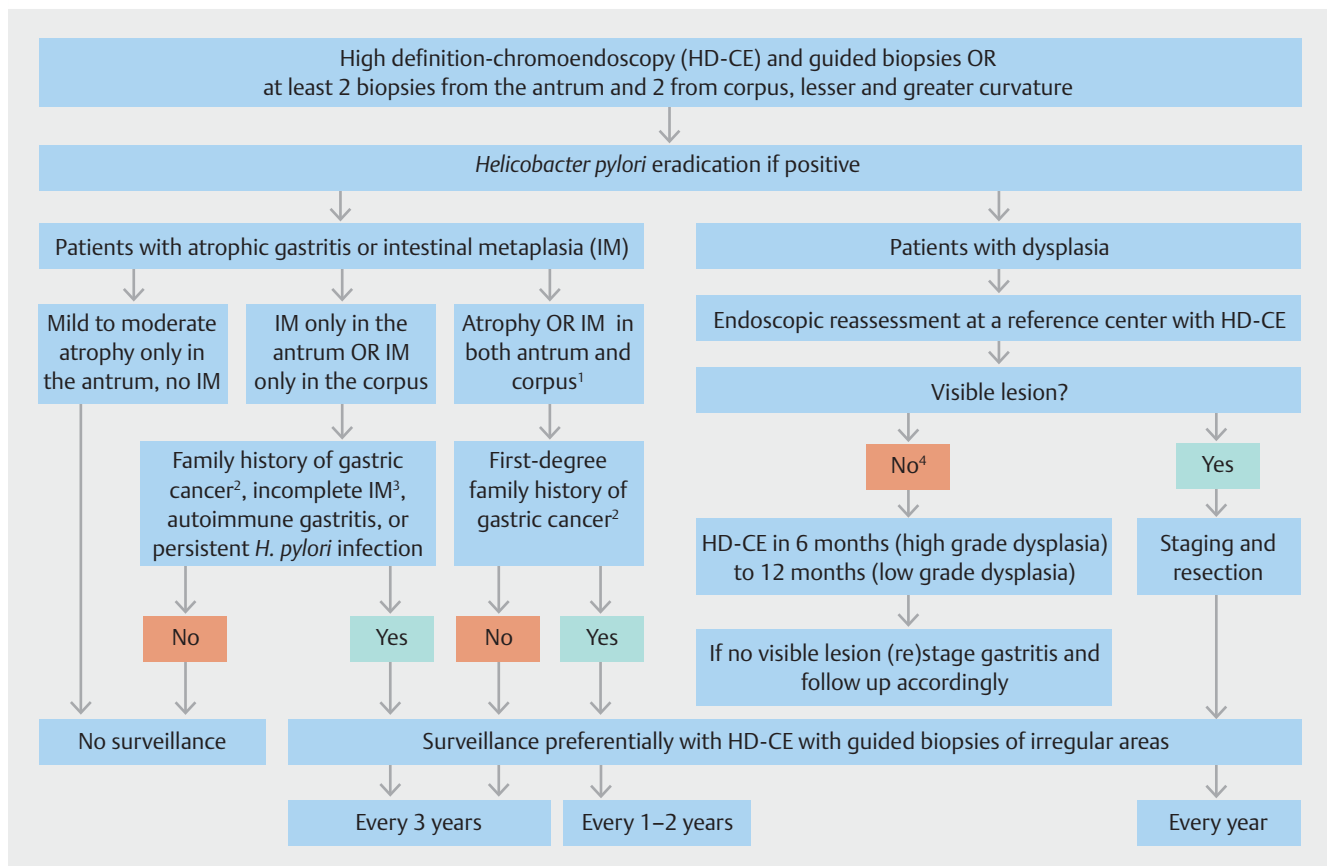 High definition-chromoendoscopy (HD-CE) and guided biopsies OR
at least 2 biopsies from the antrum and 2 from corpus, lesser and greater curvature
Helicobacter pylori eradication if positive
Patients with atrophic gastritis or intestinal metaplasia (IM)
Patients with dysplasia
Mild to moderate
atrophy only in
the antrum, no IM
IM only in the
antrum OR IM
only in the corpus
Atrophy OR IM in
both antrum and
corpus¹
Endoscopic reassessment at a reference center with HD-CE
Visible lesion?
Family history of gastric
cancer², incomplete IM³,
autoimmune gastritis, or
persistent H. pylori infection
First-degree
family history of
gastric cancer²
No⁴
Yes
HD-CE in 6 months (high grade dysplasia)
to 12 months (low grade dysplasia)
Staging and
resection
No
Yes
No
Yes
If no visible lesion (re)stage gastritis and
follow up accordingly
No surveillance
Surveillance preferentially with HD-CE with guided biopsies of irregular areas
Every 3 years
Every 1–2 years
Every year